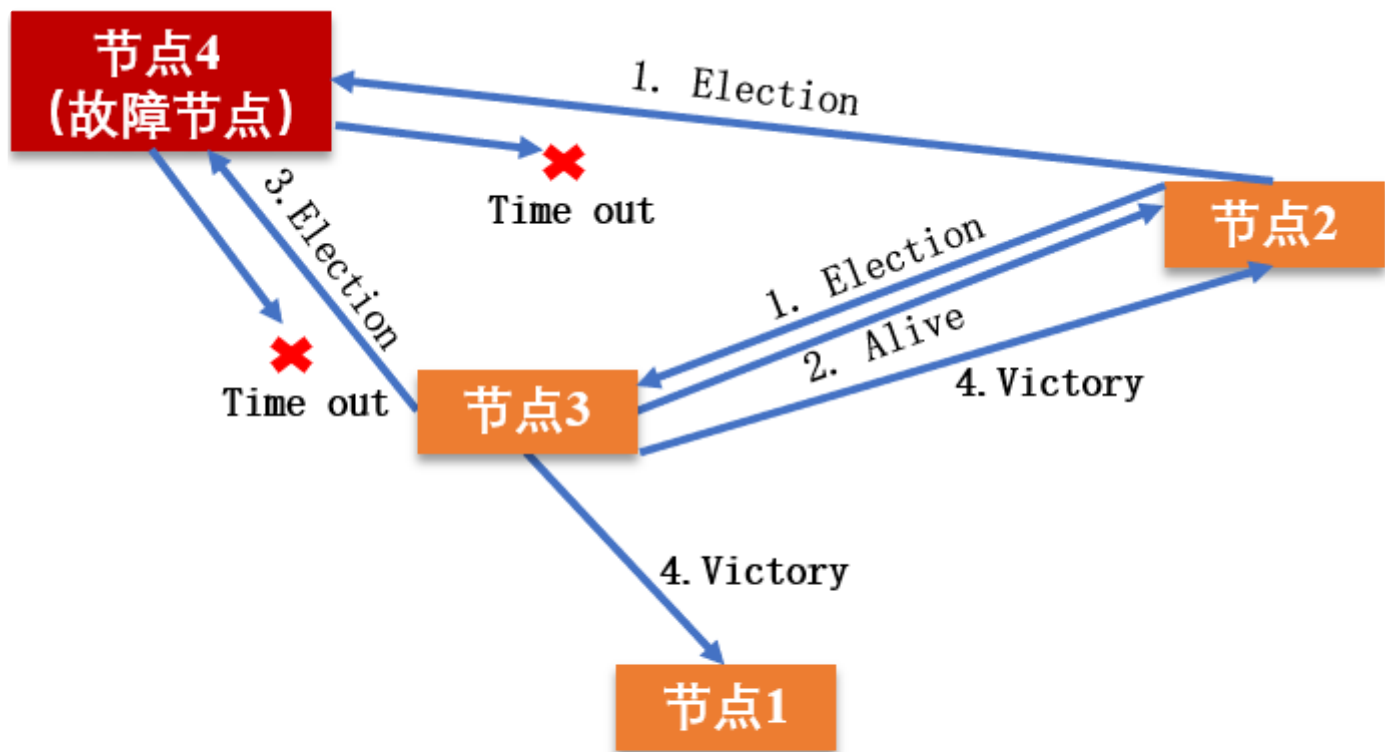 节点4
(故障节点)
1. Election
Time out
节点2
3.Election
1. Election
2. Alive
Time out
4.Victory
节点3
4.Victory
节点1